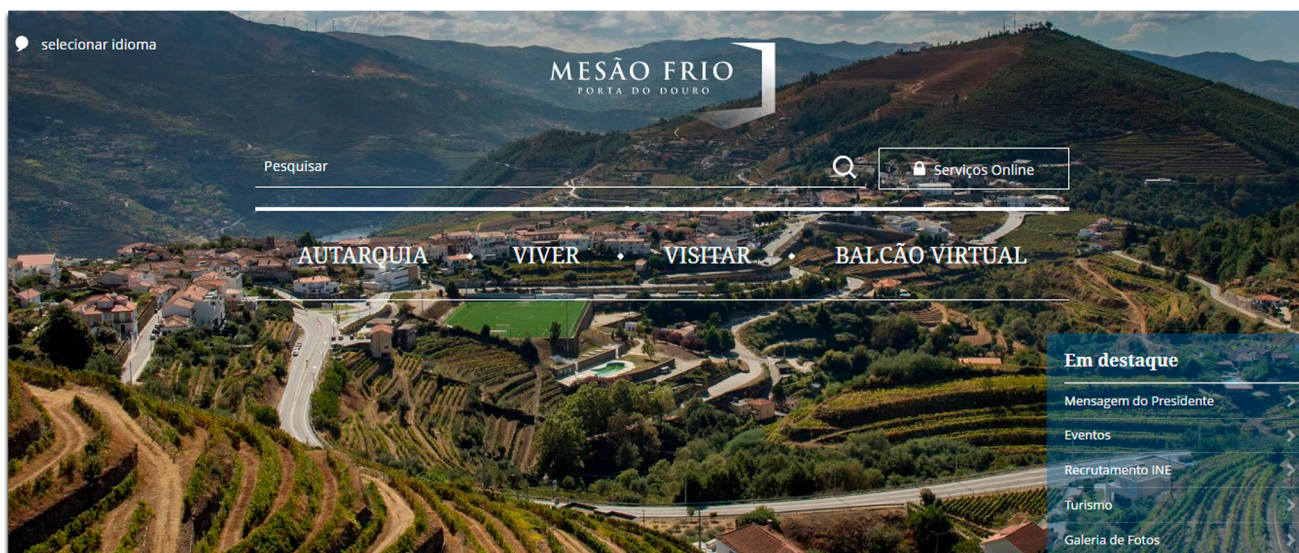 selecionar idioma
MESÃO FRIO
PORTA DO DOURO
Pesquisar
Serviços Online
AUTARQUIA
VIVER
VISITAR
BALCÃO VIRTUAL
Em destaque
Mensagem do Presidente
Eventos
Recrutamento INE
Turismo
Galeria de Fotos